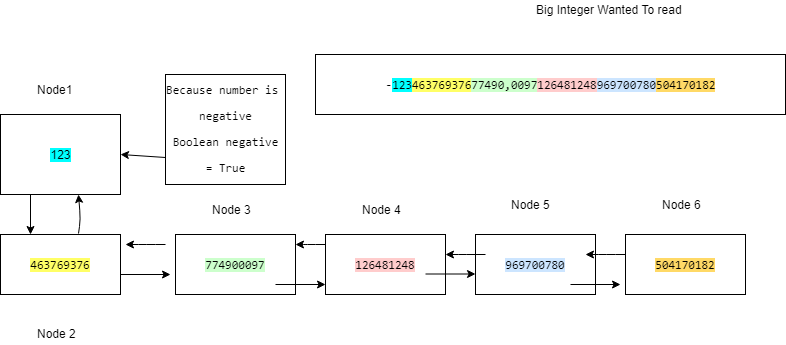 Big Integer Wanted To read
-12346376937677490,0097126481248969700780504170182
Node1
Because number is
negative
Boolean negative
= True
123
Node 3
Node 4
Node 5
Node 6
463769376
774900097
126481248
969700780
504170182
Node 2